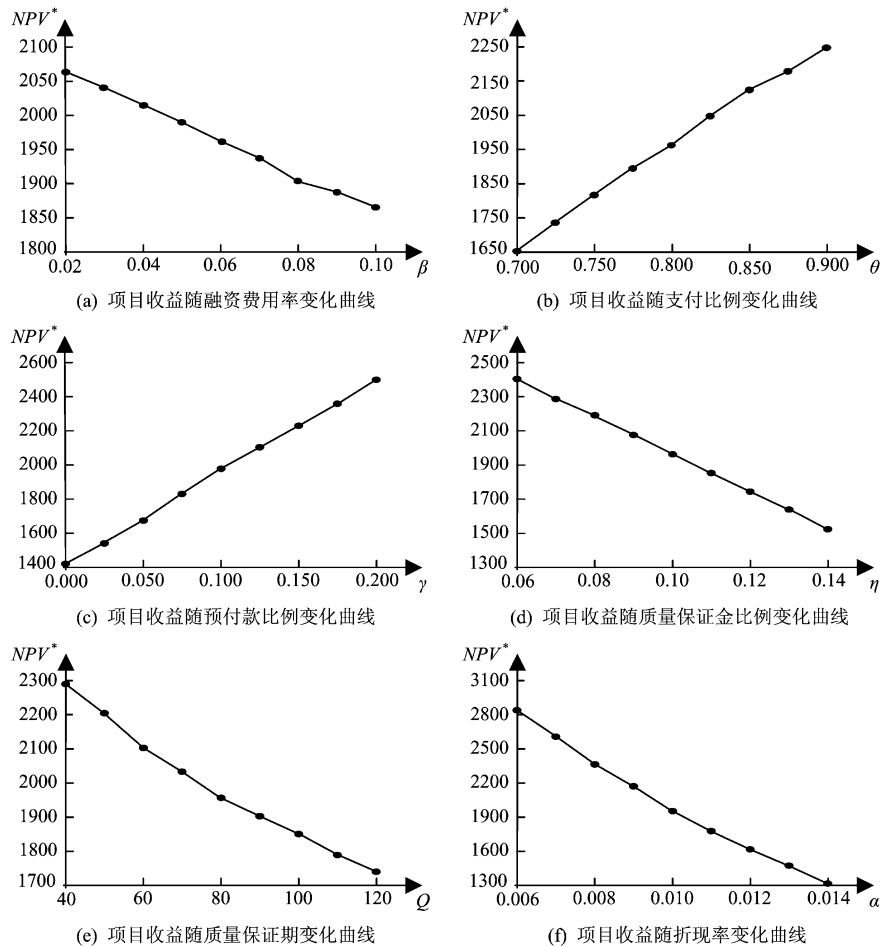 NPV*
2100
2050
2000
1950
1900
1850
1800
0.02 0.04 0.06 0.08 0.10 β
(a) 项目收益随融资费用率变化曲线
NPV*
2250
2150
2050
1950
1850
1750
1650
0.700 0.750 0.800 0.850 0.900 θ
(b) 项目收益随支付比例变化曲线
NPV*
2600
2400
2200
2000
1800
1600
1400
0.000 0.050 0.100 0.150 0.200 γ
(c) 项目收益随预付款比例变化曲线
NPV*
2500
2300
2100
1900
1700
1500
1300
0.06 0.08 0.10 0.12 0.14 η
(d) 项目收益随质量保证金比例变化曲线
NPV*
2300
2200
2100
2000
1900
1800
1700
40 60 80 100 120 Q
(e) 项目收益随质量保证期变化曲线
NPV*
3100
2800
2500
2200
1900
1600
1300
0.006 0.008 0.010 0.012 0.014 α
(f) 项目收益随折现率变化曲线